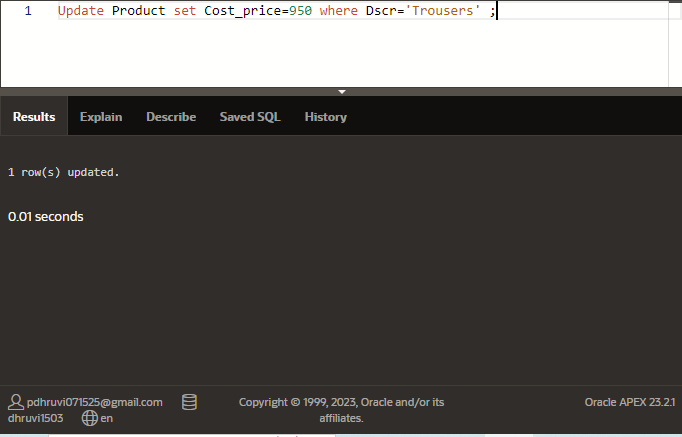 1 Update Product set Cost_price=950 where Dscr='Trousers' ;
Results Explain Describe Saved SQL History
1 row(s) updated.
0.01 seconds
pdhruvi071525@gmail.com
dhruvi1503 en
Copyright © 1999, 2023, Oracle and/or its
affiliates.
Oracle APEX 23.2.1